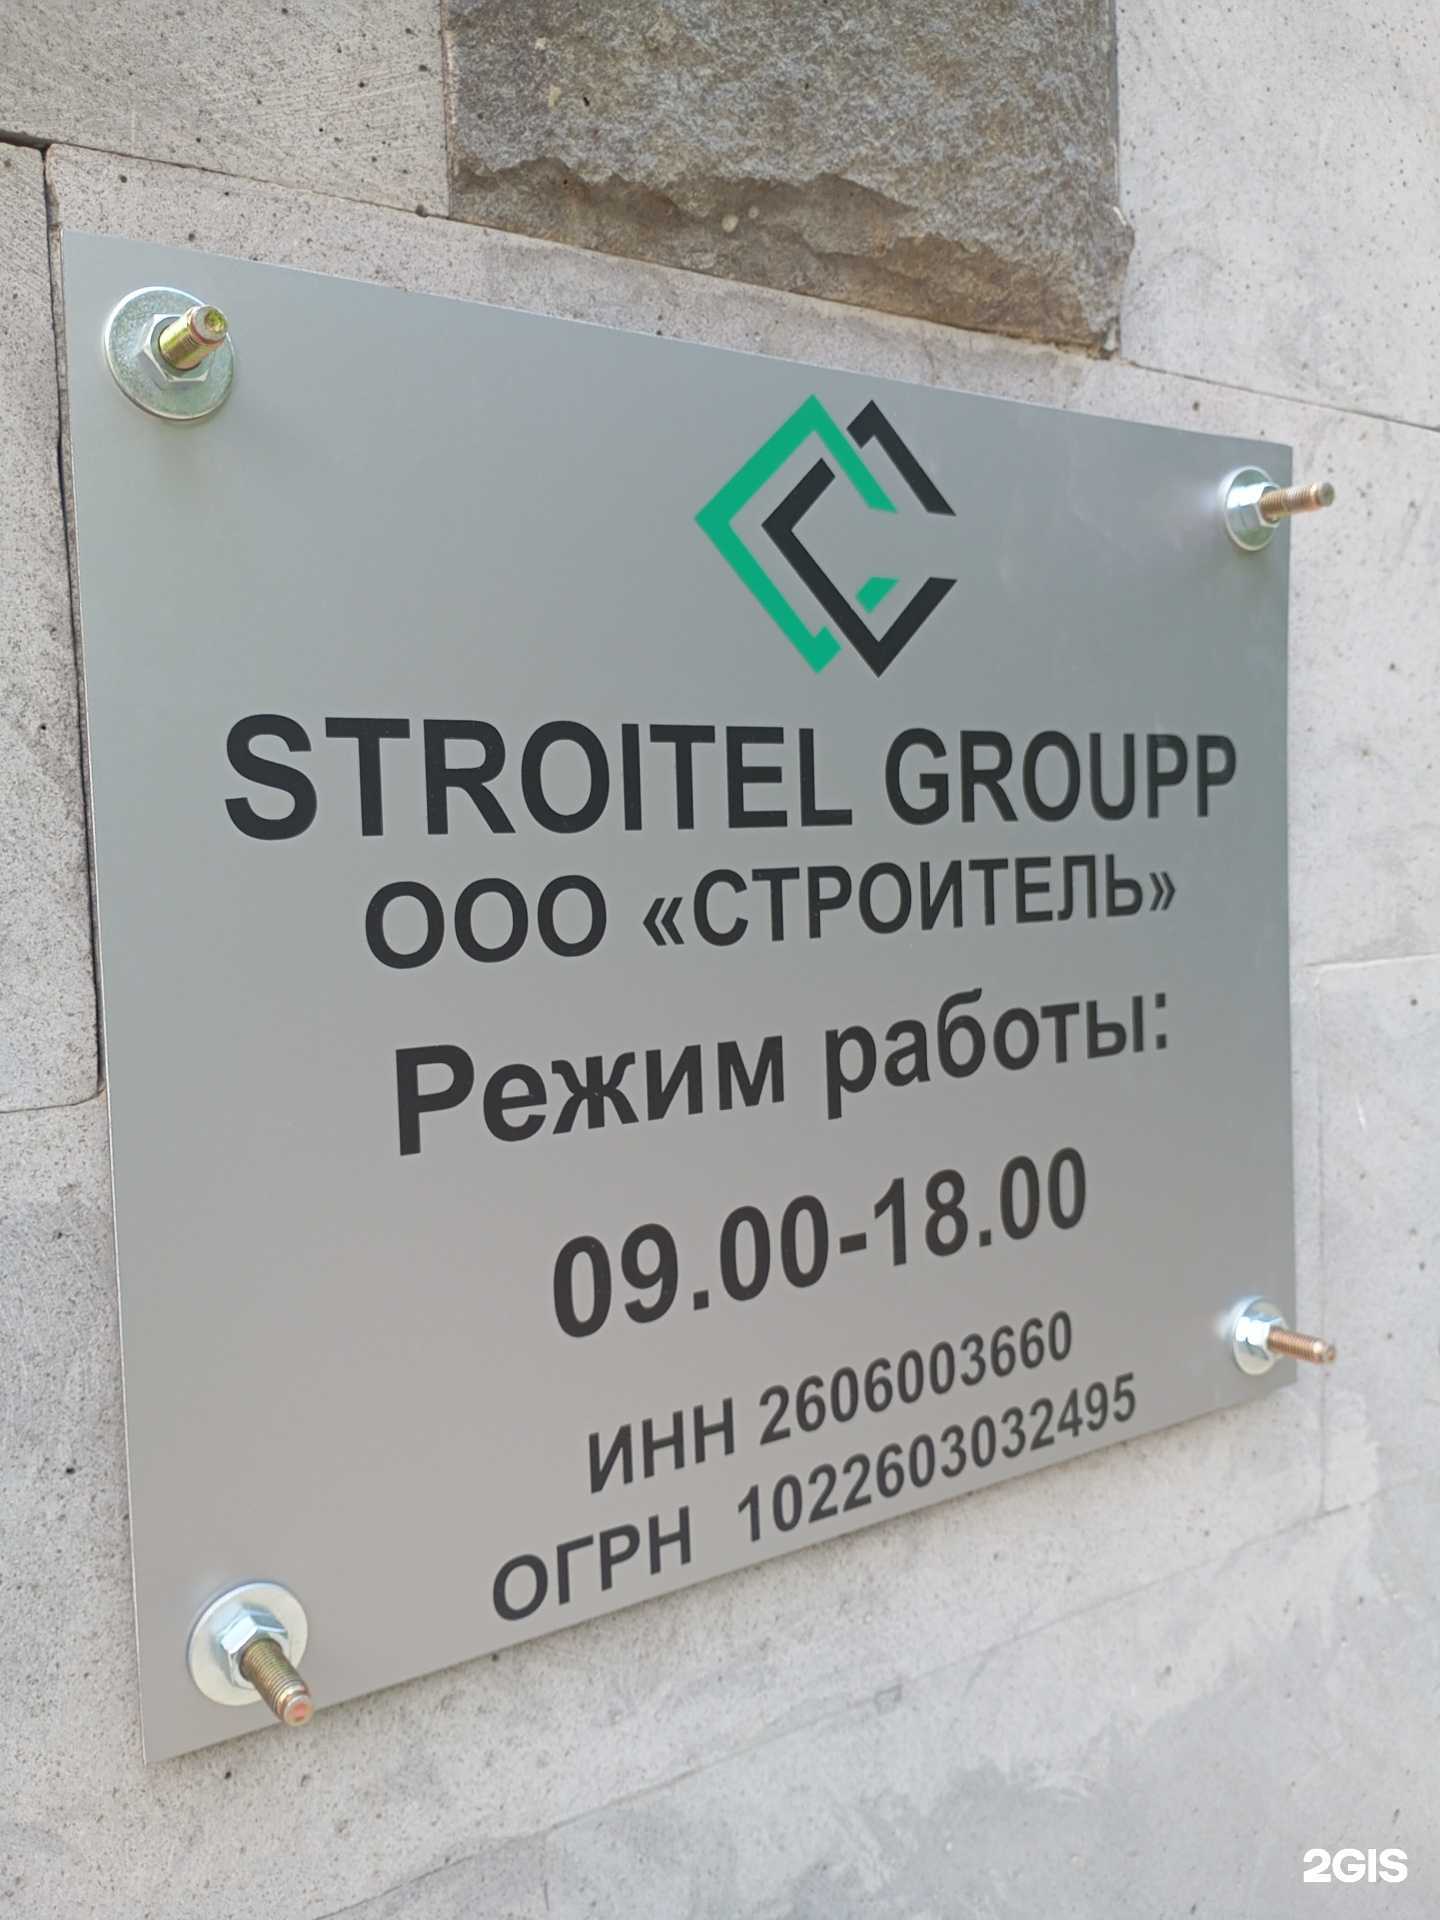 STROITEL GROUPP
ООО «СТРОИТЕЛЬ»
Режим работы:
09.00-18.00
ИНН 2606003660
ОГРН 1022603032495
2GIS